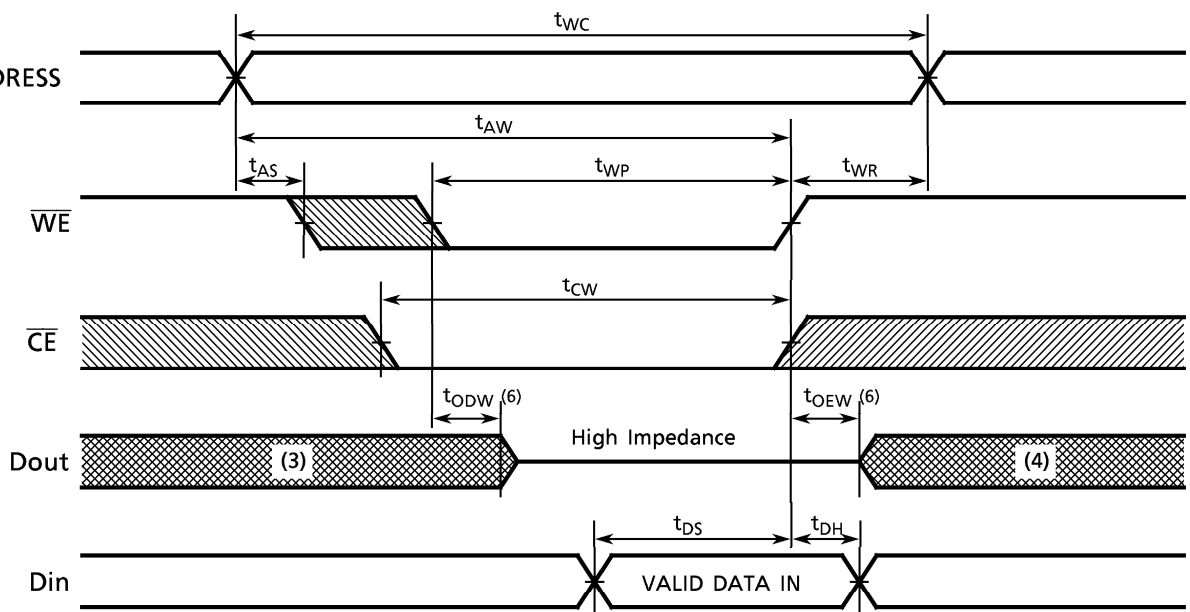 tWC
DRESS
tAW
tAS
tWP
tWR
WE
tCW
CE
tODW (6)
tOEW (6)
High Impedance
Dout
(3)
(4)
tDS
tDH
Din
VALID DATA IN